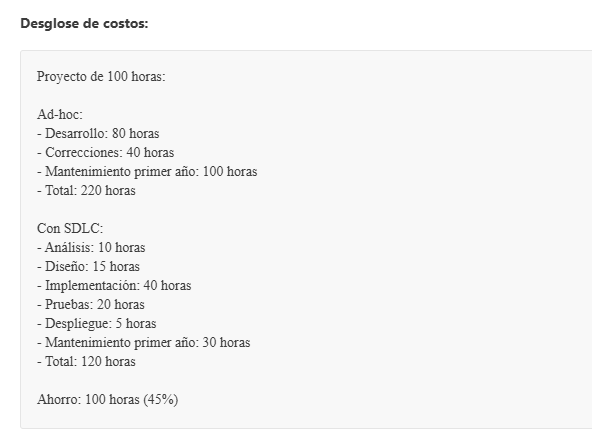 Desglose de costos:
Proyecto de 100 horas:
Ad-hoc:
- Desarrollo: 80 horas
- Correcciones: 40 horas
- Mantenimiento primer año: 100 horas
- Total: 220 horas
Con SDLC:
- Análisis: 10 horas
- Diseño: 15 horas
- Implementación: 40 horas
- Pruebas: 20 horas
- Despliegue: 5 horas
- Mantenimiento primer año: 30 horas
- Total: 120 horas
Ahorro: 100 horas (45%)